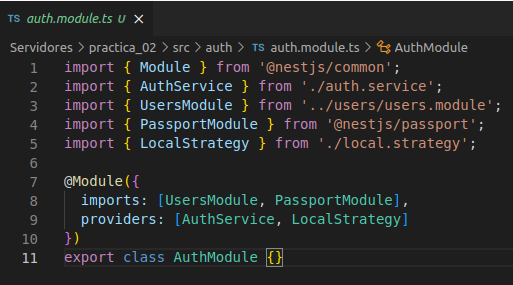 TS auth.module.ts U ×
Servidores > practica_02 > src > auth > TS auth.module.ts > AuthModule
1 import { Module } from '@nestjs/common';
2 import { AuthService } from './auth.service';
3 import { UsersModule } from '../users/users.module';
4 import { PassportModule } from '@nestjs/passport';
5 import { LocalStrategy } from './local.strategy';
6
7 @Module({
8   imports: [UsersModule, PassportModule],
9   providers: [AuthService, LocalStrategy]
10 })
11 export class AuthModule {}